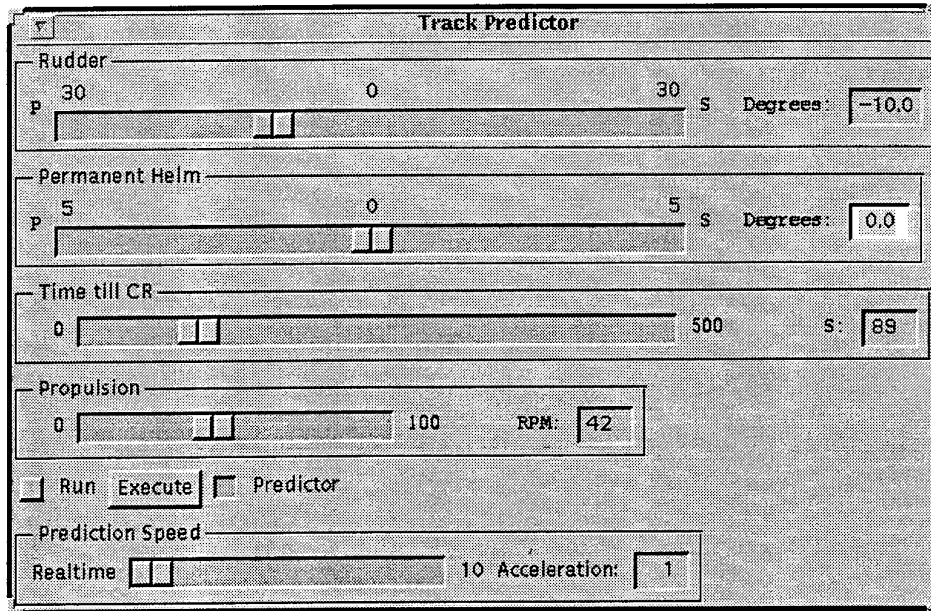 Track Predictor
Rudder
30 0 30
P S Degrees: -10.0
Permanent Helm
5 0 5
P S Degrees: 0.0
Time till CR
0 500 S: 89
Propulsion
0 100 RPM: 42
Run Execute Predictor
Prediction Speed
Realtime 10 Acceleration: 1